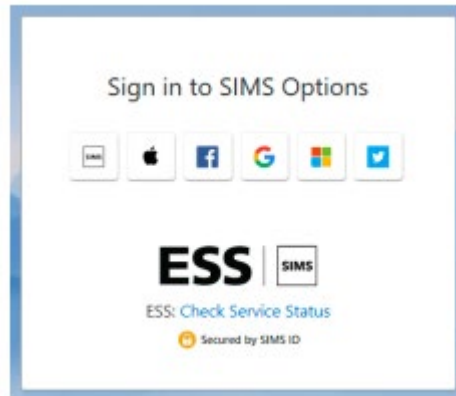 Sign in to SIMS Options
SIMS
ESS SIMS
ESS: Check Service Status
Secured by SIMS ID